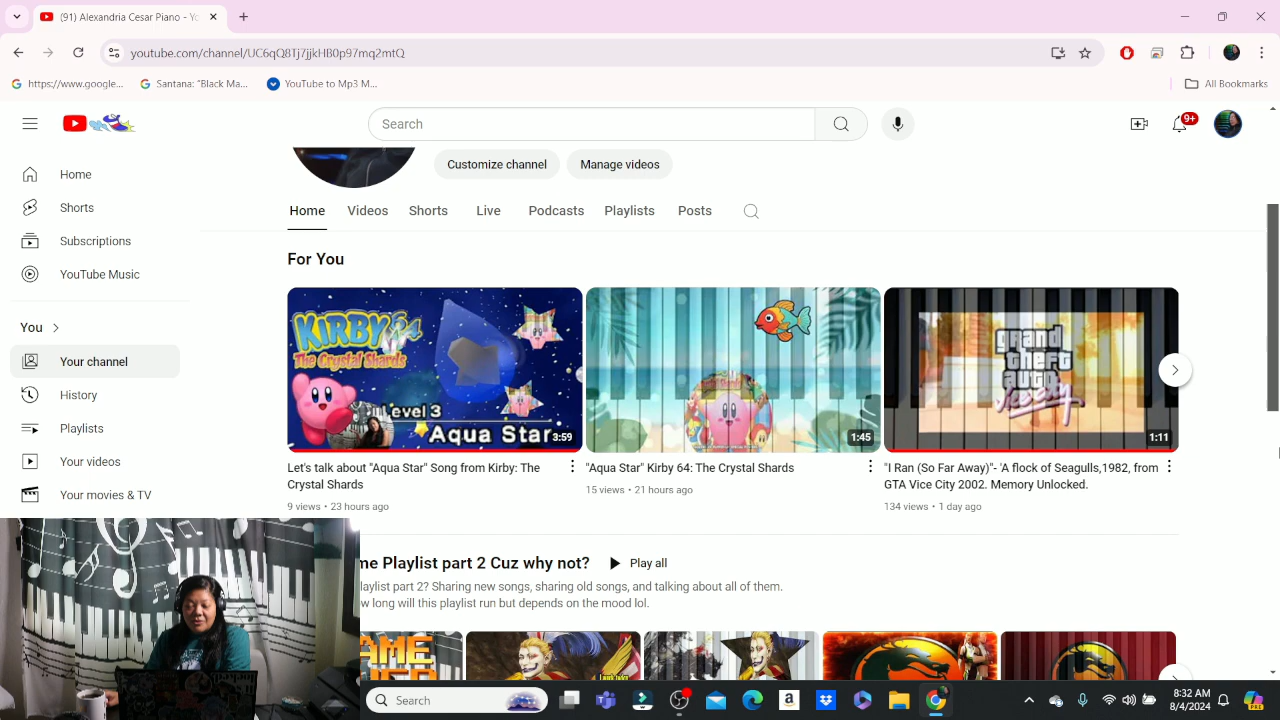 (91) Alexandra Cesar Piano - Yo
youtube.com/channel/UC6qQ8Tj7jjkHB0p97mq2mtQ
https://www.google...
Santana: "Black Ma...
YouTube to Mp3 M...
All Bookmarks
Search
9+
Home
Shorts
Subscriptions
YouTube Music
You
Your channel
History
Playlists
Your videos
Your movies & TV
Customize channel
Manage videos
Home Videos Shorts Live Podcasts Playlists Posts
For You
KIRBY 64
The Crystal Shards
Level 3
Aqua Star
3:59
1:45
grand
theft
auto
Vice City
1:11
Let's talk about "Aqua Star" Song from Kirby: The
Crystal Shards
9 views • 23 hours ago
"Aqua Star" Kirby 64: The Crystal Shards
15 views • 21 hours ago
"I Ran (So Far Away)"- 'A flock of Seagulls,1982, from
GTA Vice City 2002. Memory Unlocked.
134 views • 1 day ago
me Playlist part 2 Cuz why not?
Play all
laylist part 2? Sharing new songs, sharing old songs, and talking about all of them.
w long will this playlist run but depends on the mood lol.
AME
Search
8:32 AM
8/4/2024